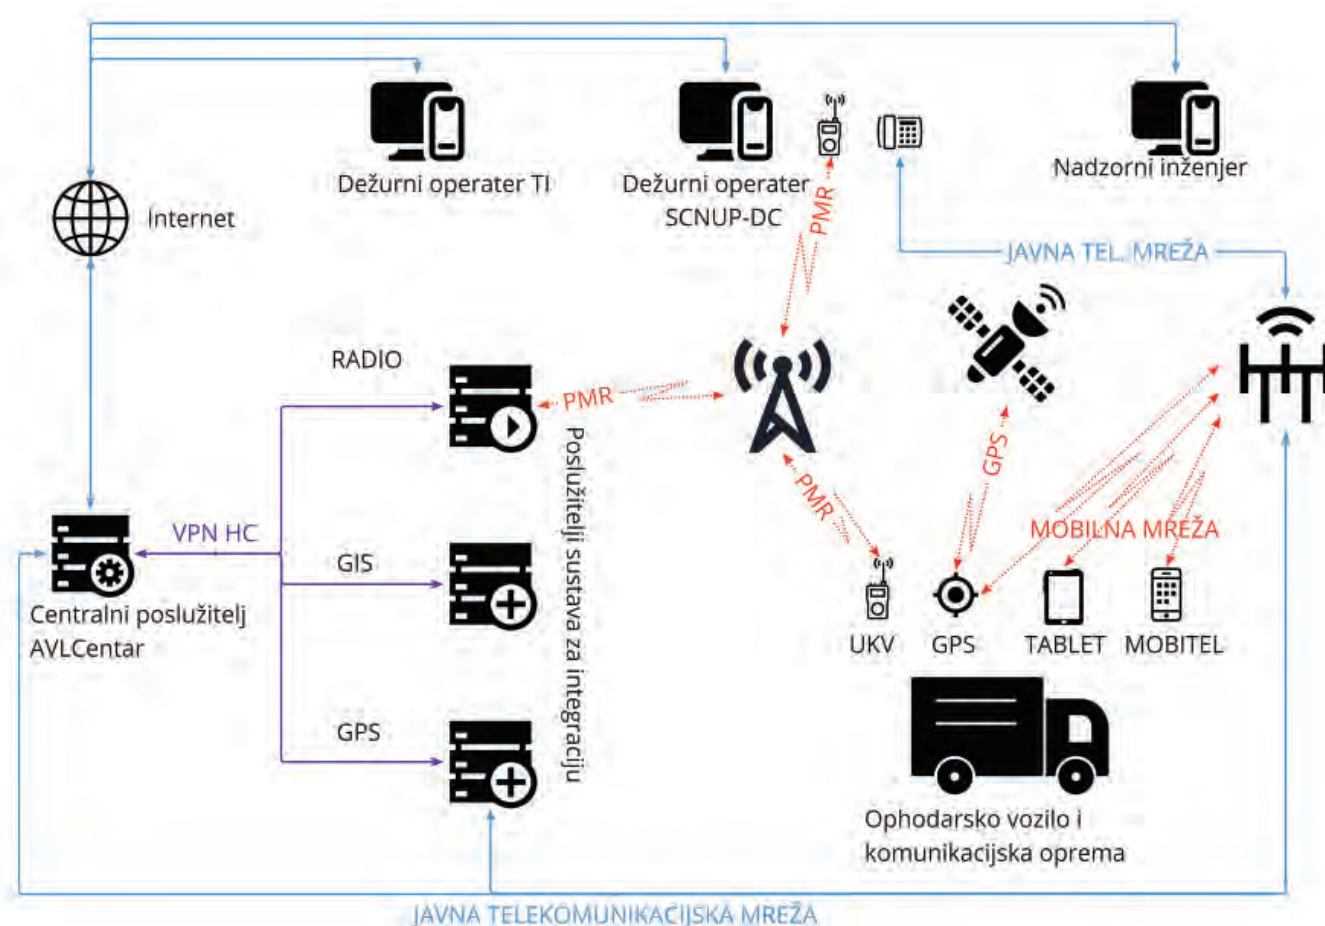 Dežurni operater TI
Dežurni operater
SCNUP-DC
Nadzorni inženjer
Internet
PMR
JAVNA TEL. MREŽA
RADIO
PMR
GPS
PMR
MOBILNA MREŽA
VPN HC
GIS
Poslužitelji sustava za integraciju
Centralni poslužitelj
AVLCentar
UKV
GPS
TABLET
MOBITEL
GPS
Ophodarsko vozilo i
komunikacijska oprema
JAVNA TELEKOMUNIKACIJSKA MREŽA